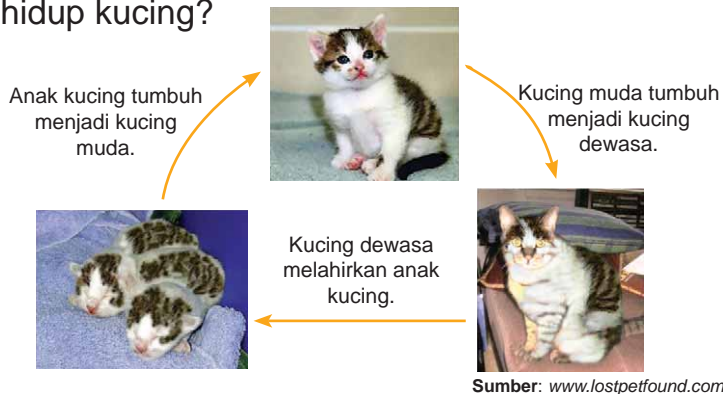 hidup kucing?
Anak kucing tumbuh
menjadi kucing
muda.
Kucing muda tumbuh
menjadi kucing
dewasa.
Kucing dewasa
melahirkan anak
kucing.
Sumber: www.lostpetfound.com